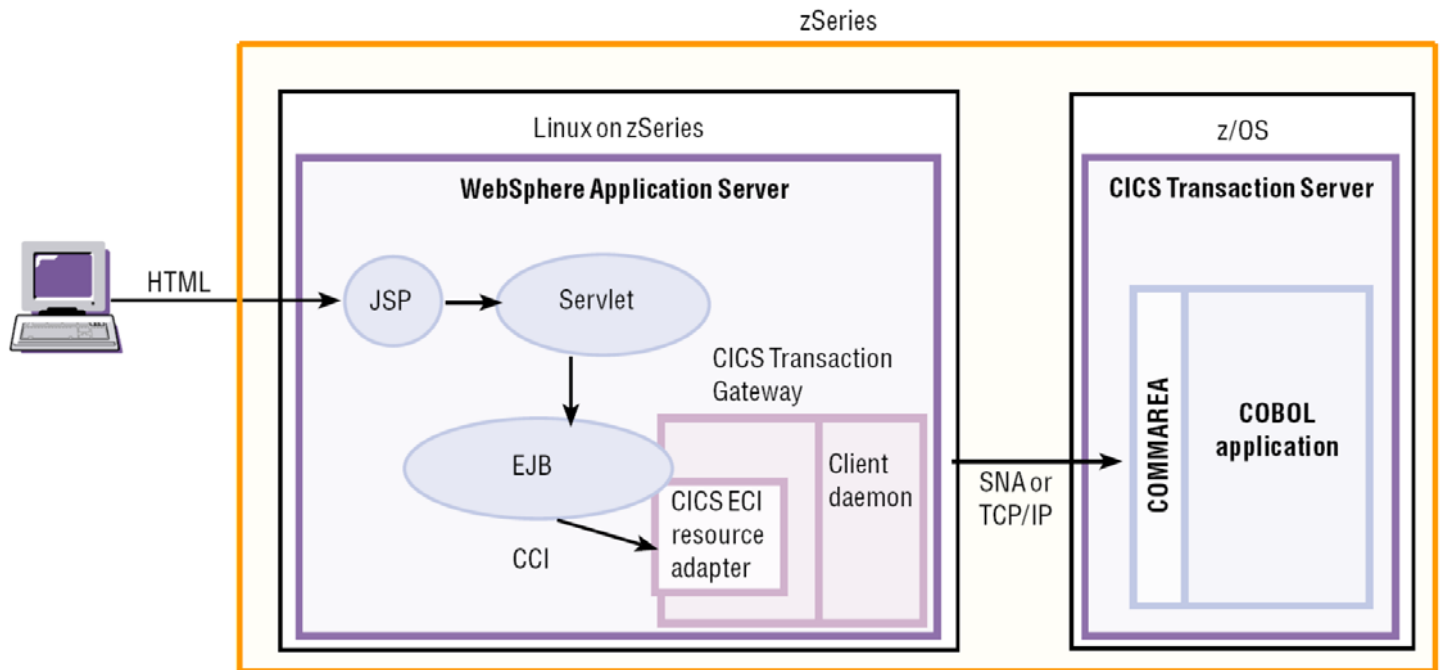 zSeries
Linux on zSeries
WebSphere Application Server
HTML
JSP
Servlet
EJB
CCI
CICS Transaction
Gateway
CICS ECI
resource
adapter
Client
daemon
SNA or
TCP/IP
z/OS
CICS Transaction Server
COMMAREA
COBOL
application